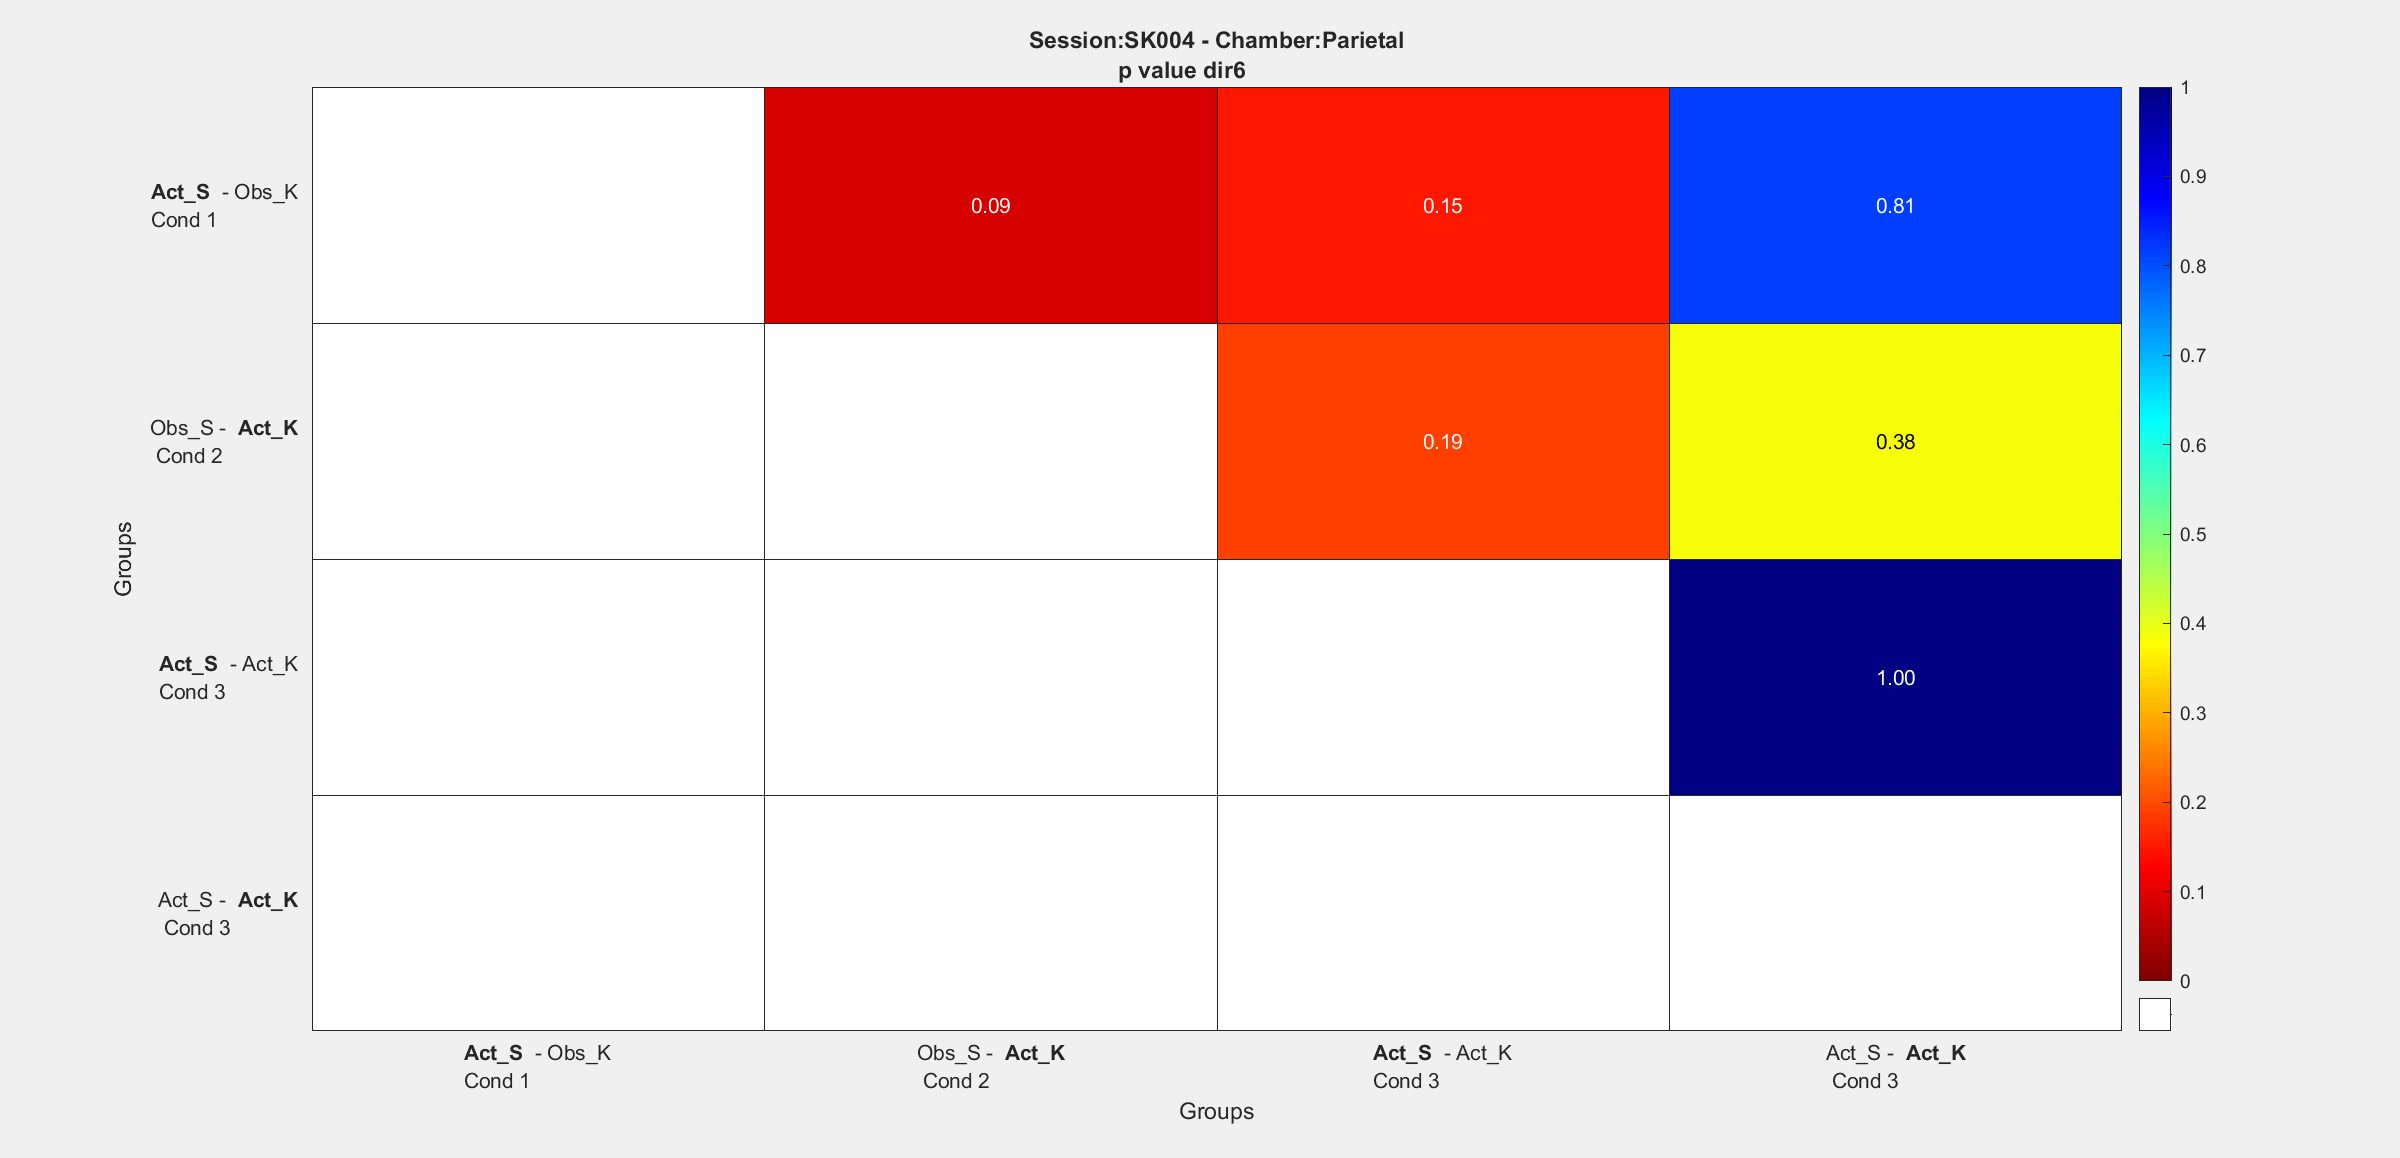 Session:SK004 - Chamber:Parietal
p value dir6
Act_S - Obs_K
Cond 1
0.09
0.15
0.81
Obs_S - Act_K
Cond 2
0.19
0.38
Groups
Act_S - Act_K
Cond 3
1.00
Act_S - Act_K
Cond 3
1
0.9
0.8
0.7
0.6
0.5
0.4
0.3
0.2
0.1
0
Act_S - Obs_K
Cond 1
Obs_S - Act_K
Cond 2
Act_S - Act_K
Cond 3
Act_S - Act_K
Cond 3
Groups